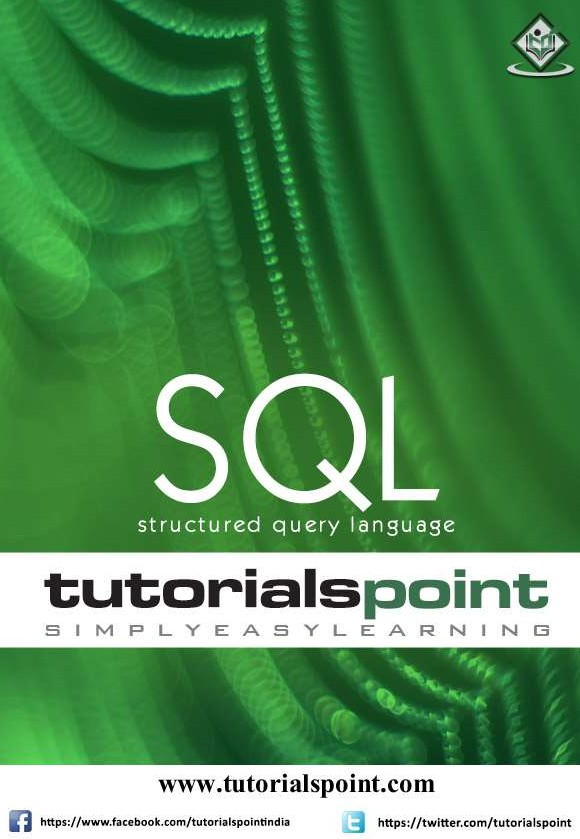 SQL
structured query language
tutorialspoint
SIMPLYEASYLEARNING
www.tutorialspoint.com
https://www.facebook.com/tutorialspointindia
https://twitter.com/tutorialspoint